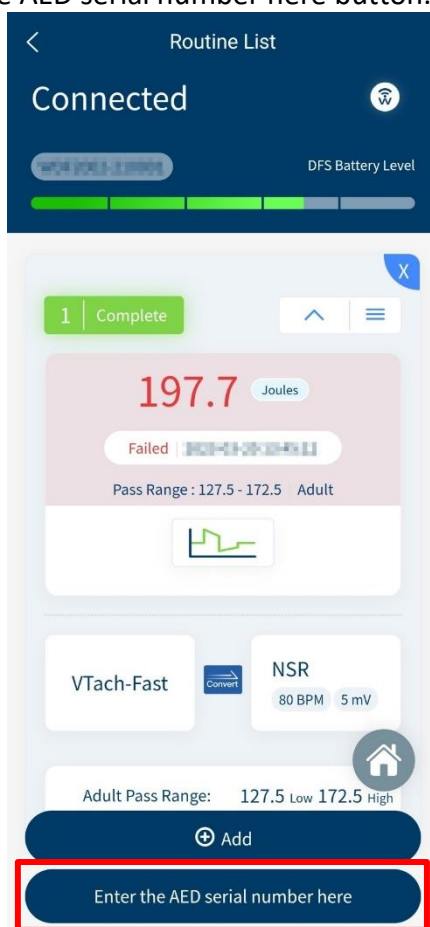 AED serial number here button.
Routine List
Connected
DFS Battery Level
X
1 Complete
197.7 Joules
Failed
Pass Range : 127.5 - 172.5 Adult
VTach-Fast
Convert
NSR
80 BPM 5 mV
Adult Pass Range: 127.5 Low 172.5 High
Add
Enter the AED serial number here